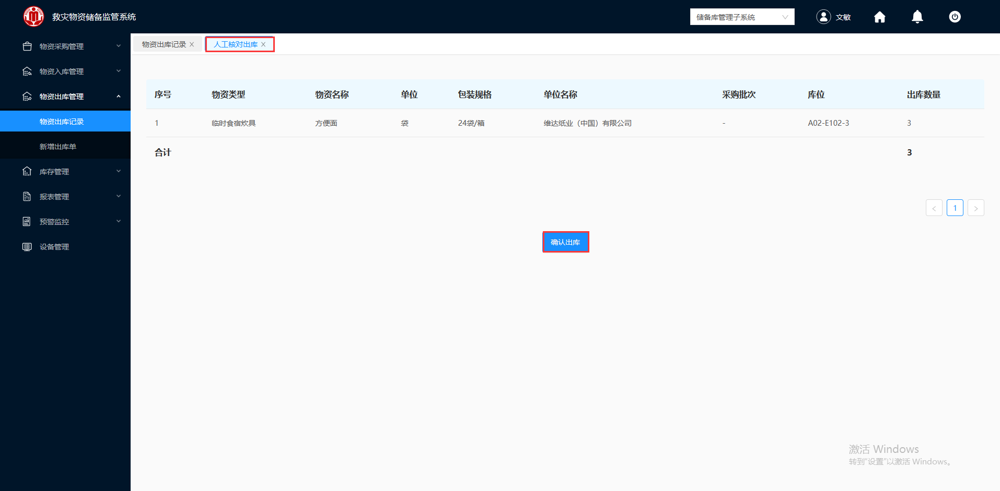 救灾物资储备监管系统
储备库管理子系统
文敏
物资采购管理
物资入库管理
物资出库管理
物资出库记录
新增出库单
库存管理
报表管理
预警监控
设备管理
物资出库记录
人工核对出库
序号 物资类型 物资名称 单位 包装规格 单位名称 采购批次 库位 出库数量
1 临时食宿炊具 方便面 袋 24袋/箱 维达纸业（中国）有限公司 - A02-E102-3 3
合计 3
< 1 >
确认出库
激活 Windows
转到“设置”以激活 Windows。